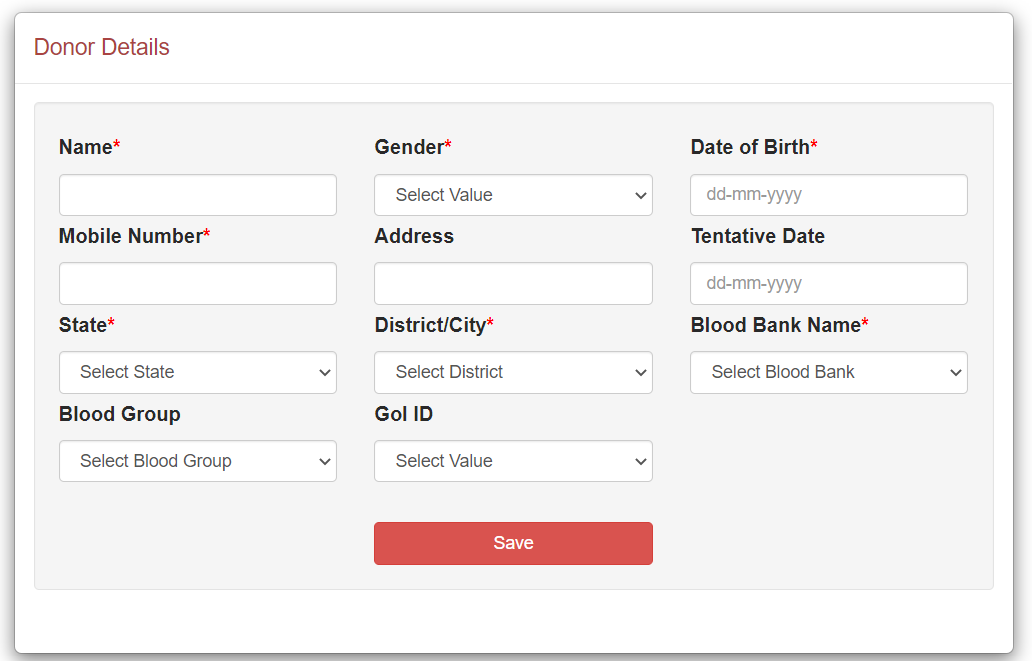 Donor Details
Name* Gender* Date of Birth*
Select Value dd-mm-yyyy
Mobile Number* Address Tentative Date
dd-mm-yyyy
State* District/City* Blood Bank Name*
Select State Select District Select Blood Bank
Blood Group GoI ID
Select Blood Group Select Value
Save